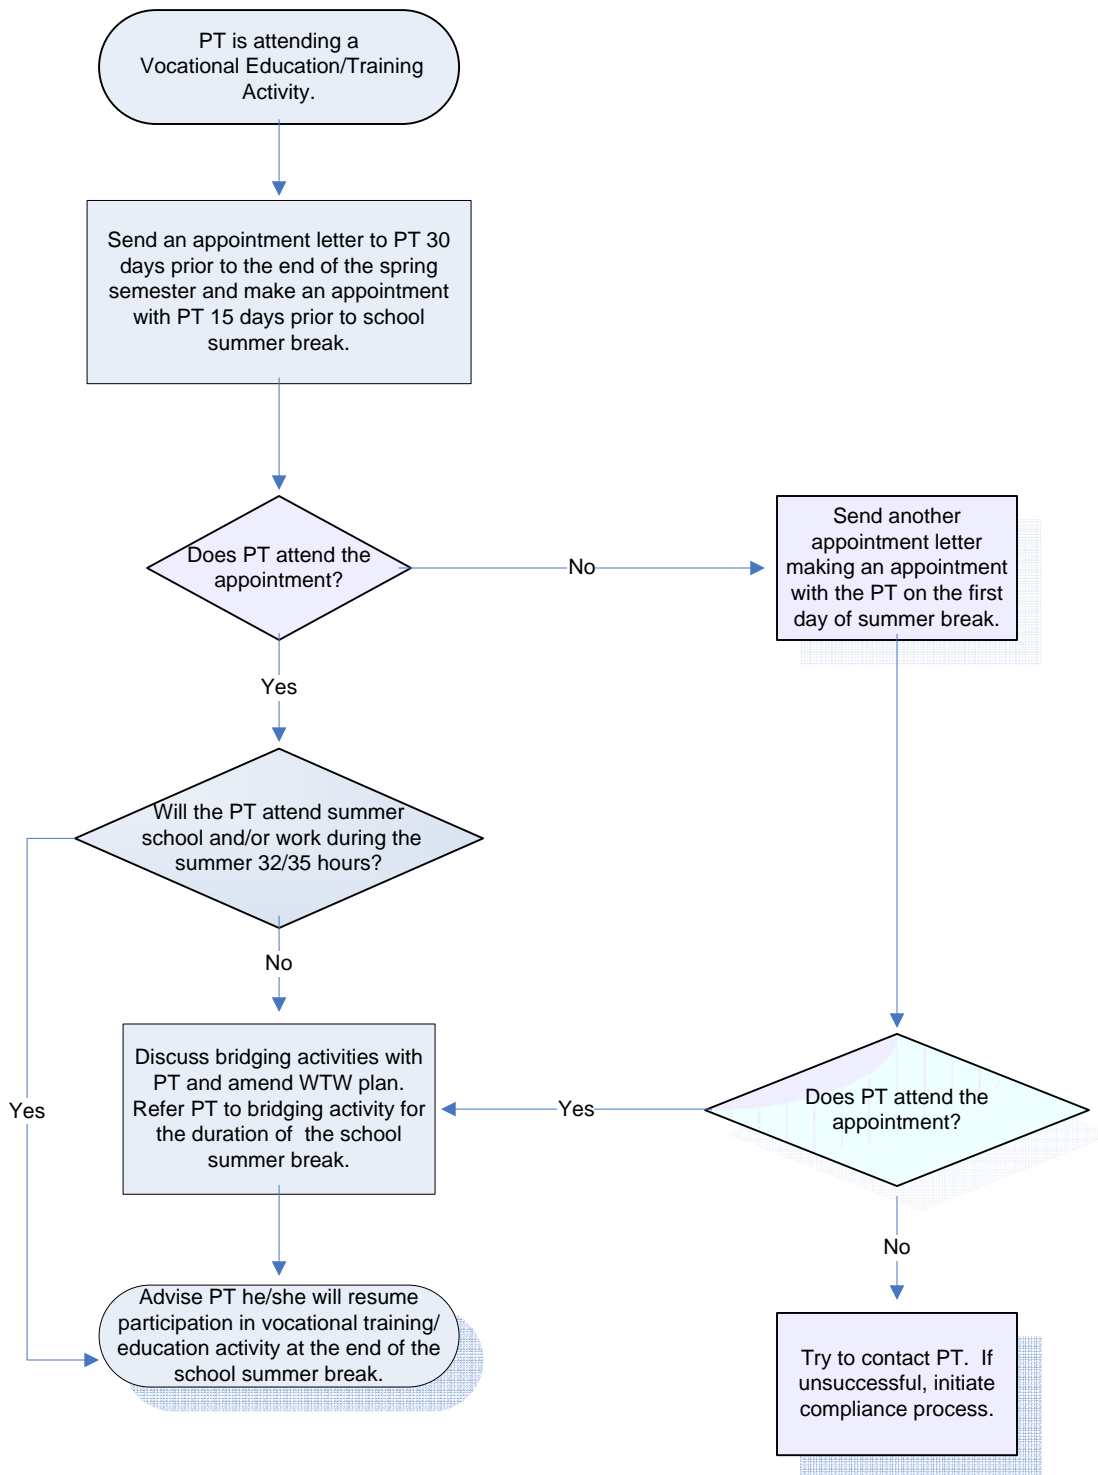 PT is attending a
Vocational Education/Training
Activity.
Send an appointment letter to PT 30
days prior to the end of the spring
semester and make an appointment
with PT 15 days prior to school
summer break.
Does PT attend the
appointment?
No
Send another
appointment letter
making an appointment
with the PT on the first
day of summer break.
Yes
Will the PT attend summer
school and/or work during the
summer 32/35 hours?
No
Discuss bridging activities with
PT and amend WTW plan.
Refer PT to bridging activity for
the duration of  the school
summer break.
Yes
Yes
Does PT attend the
appointment?
No
Advise PT he/she will resume
participation in vocational training/
education activity at the end of the
school summer break.
Try to contact PT.  If
unsuccessful, initiate
compliance process.